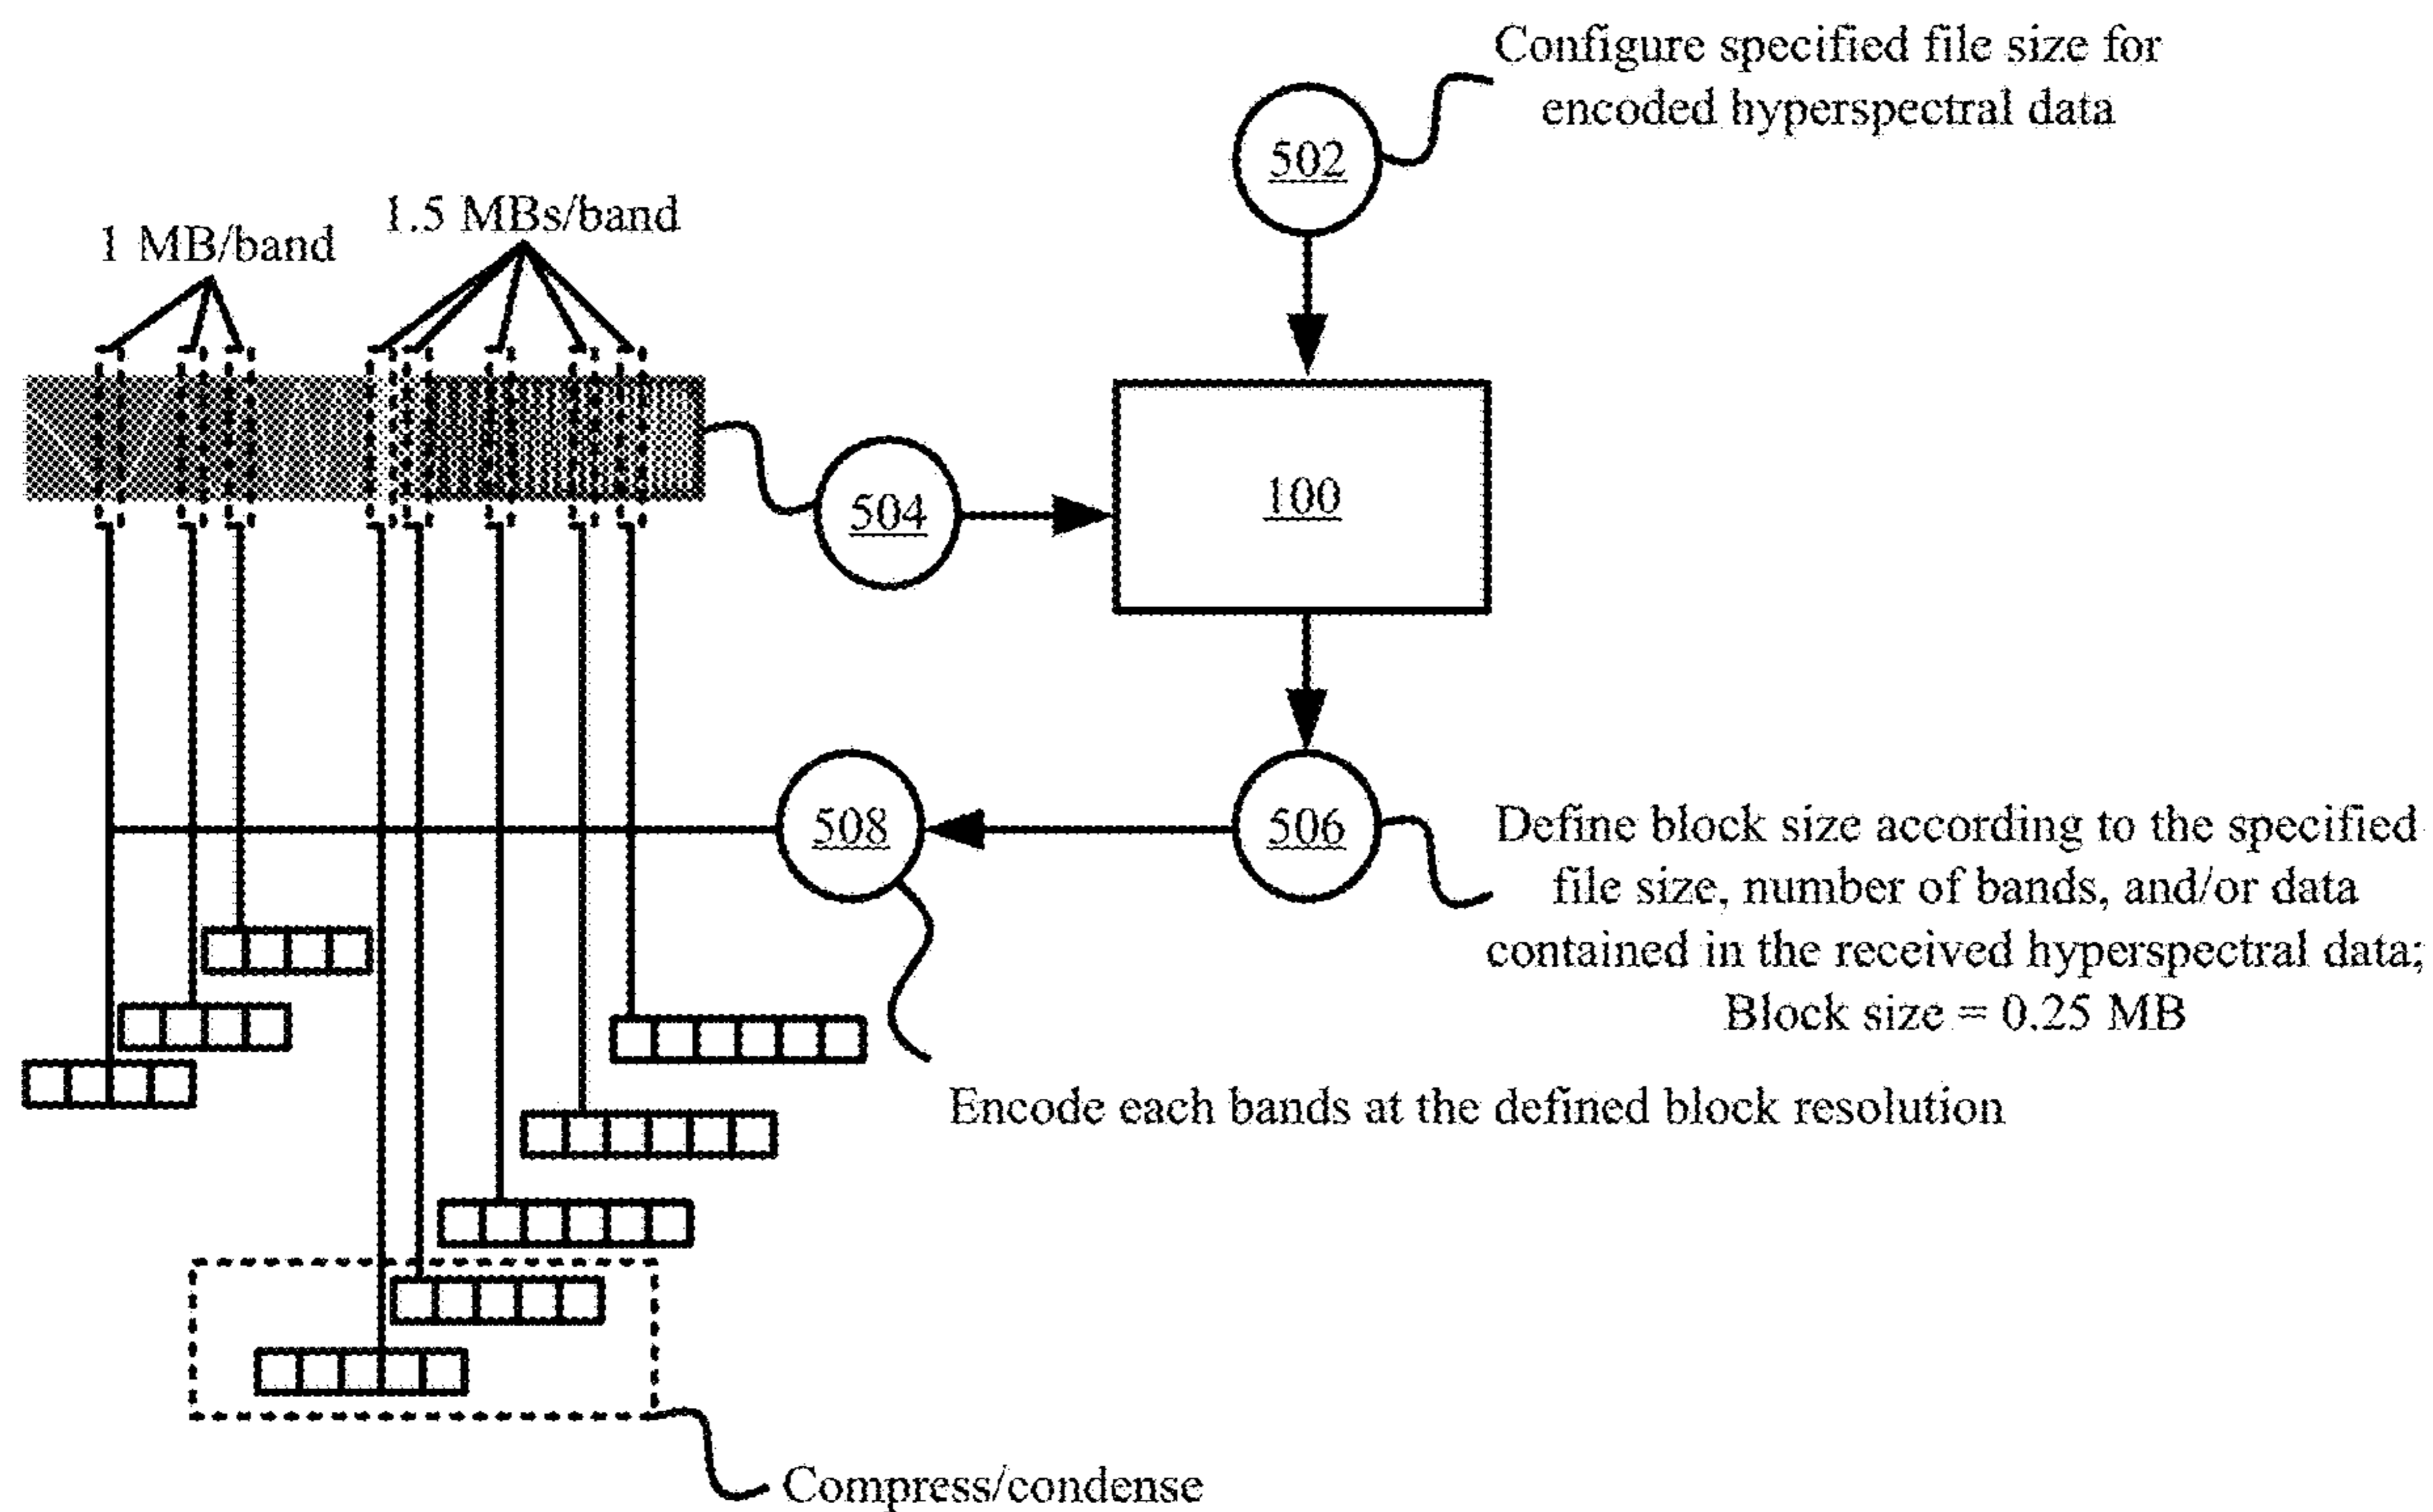 Configure specified file size for
encoded hyperspectral data
502
1 MB/band
1.5 MBs/band
504
100
508
506
Define block size according to the specified
file size, number of bands, and/or data
contained in the received hyperspectral data;
Block size = 0.25 MB
Encode each bands at the defined block resolution
Compress/condense